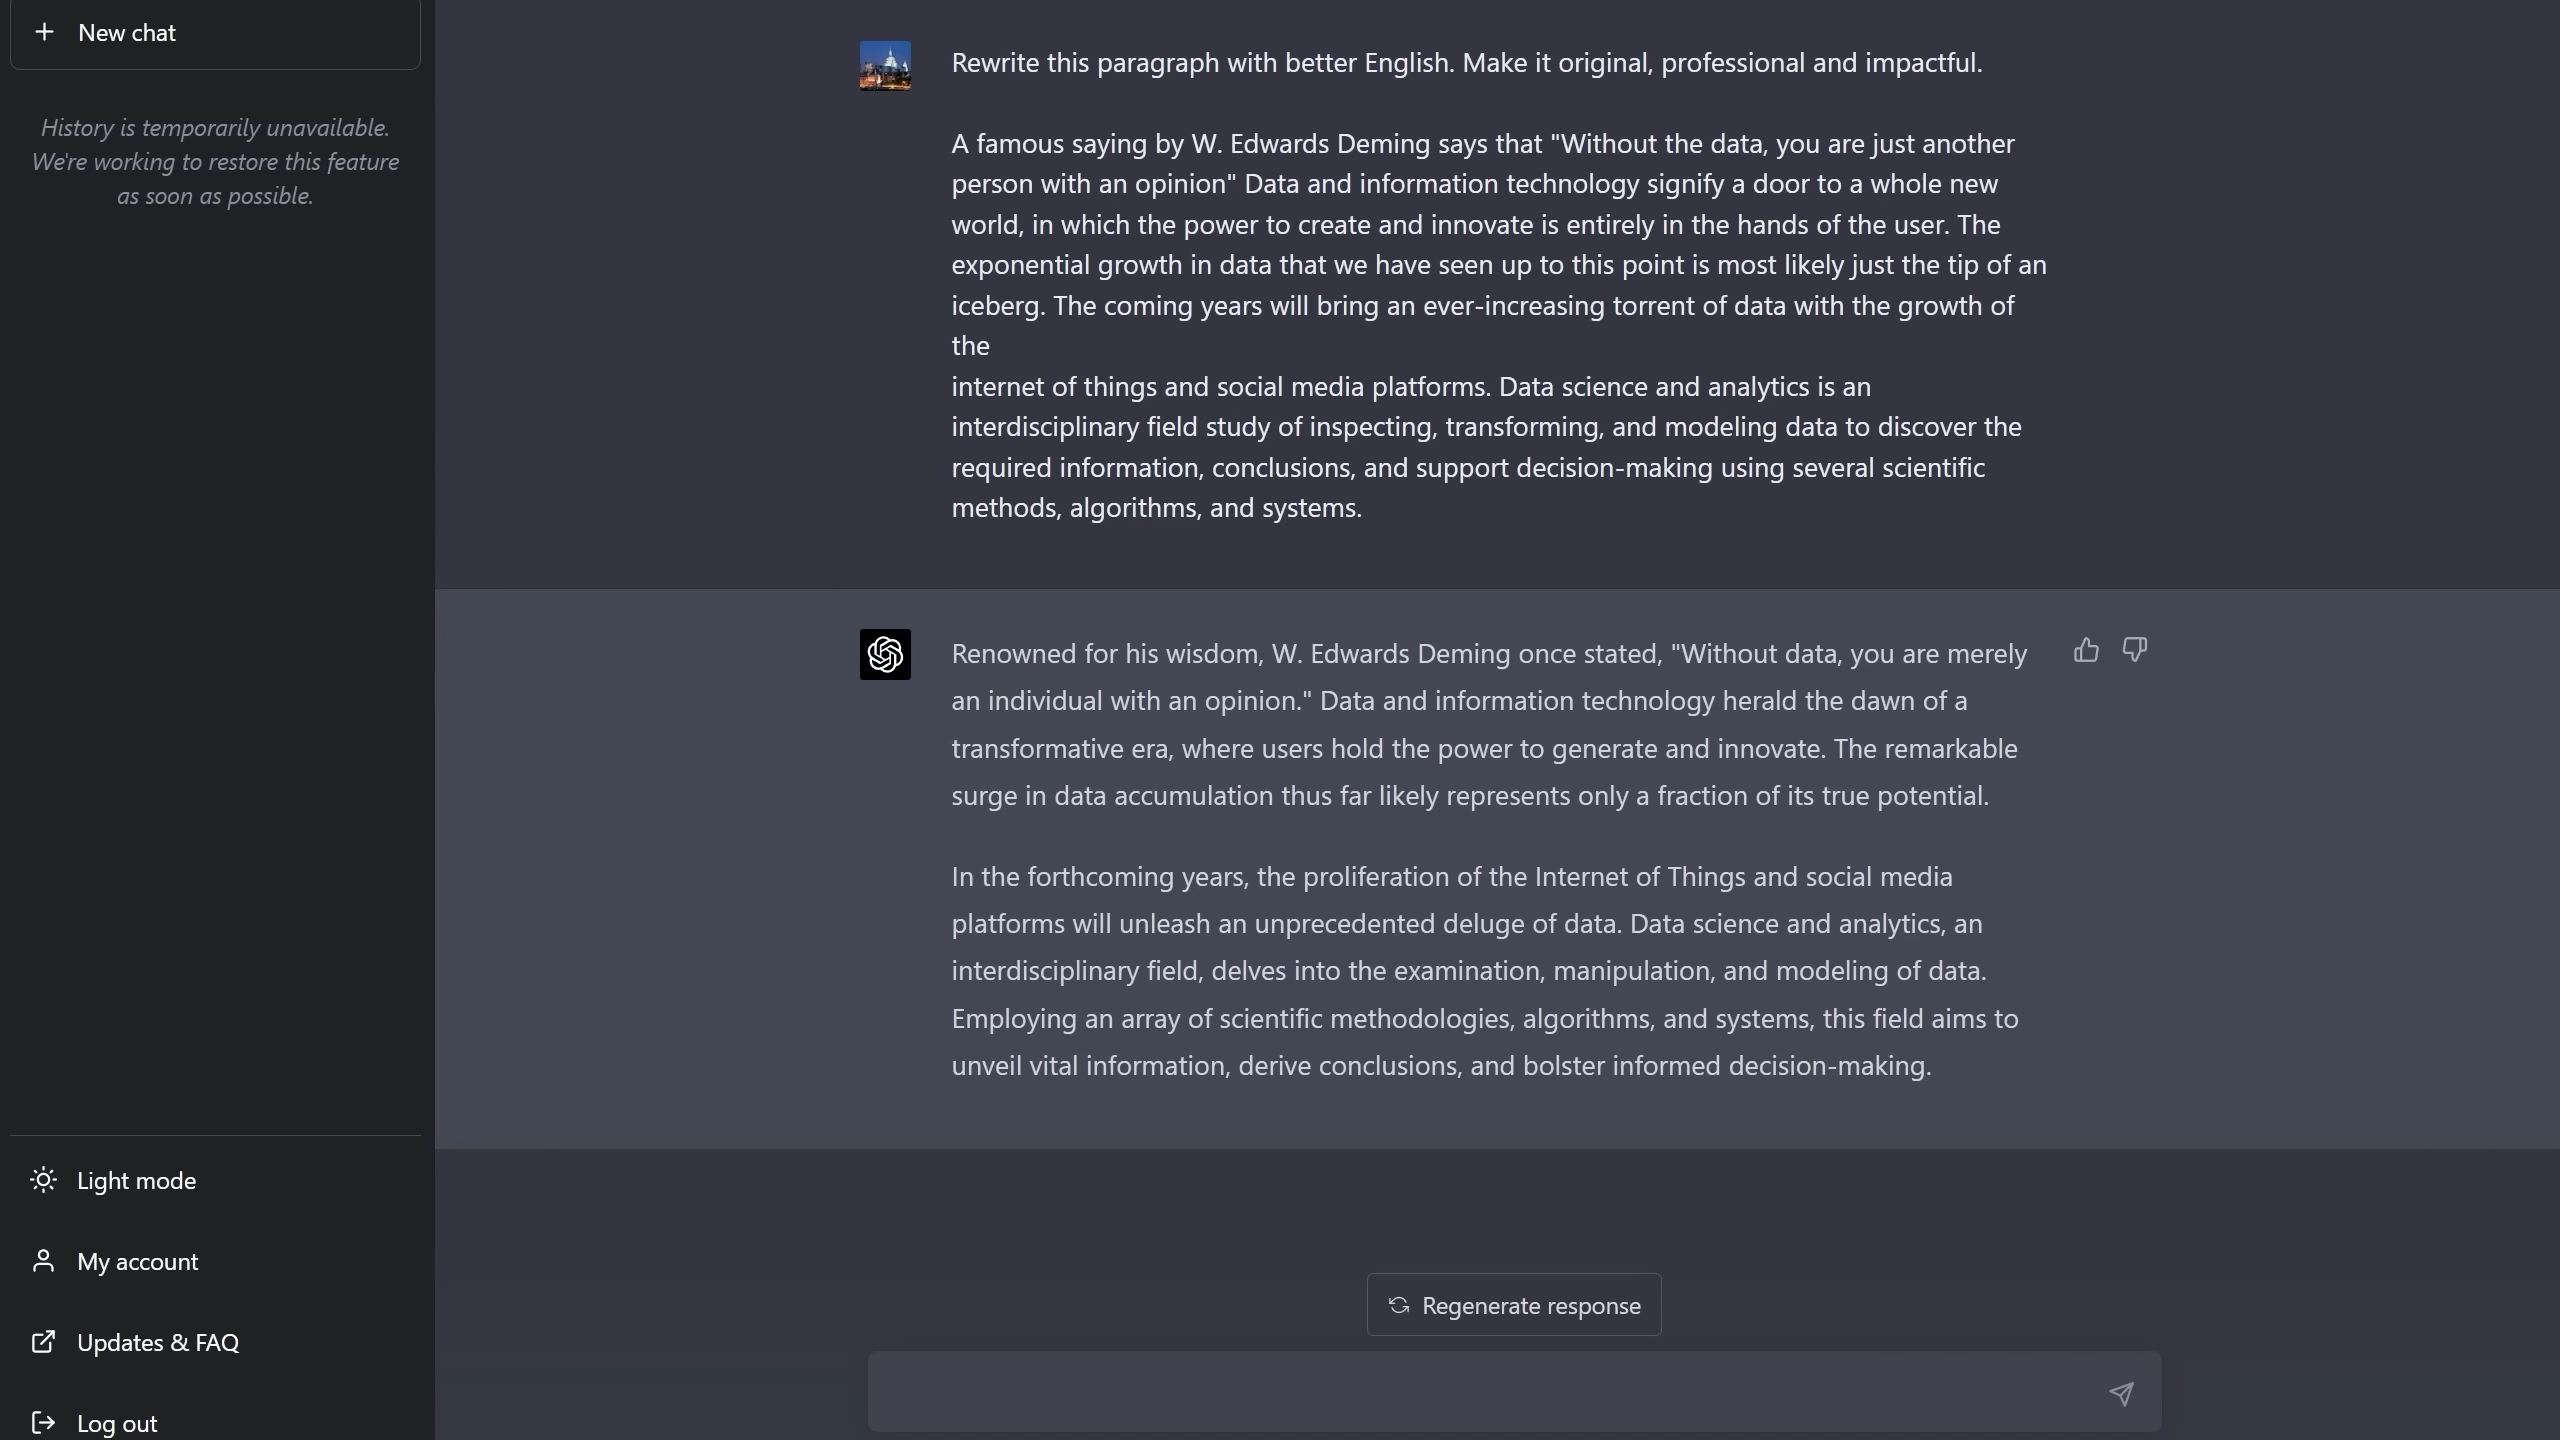 New chat
History is temporarily unavailable.
We're working to restore this feature
as soon as possible.
Light mode
My account
Updates & FAQ
Log out
Rewrite this paragraph with better English. Make it original, professional and impactful.
A famous saying by W. Edwards Deming says that "Without the data, you are just another
person with an opinion" Data and information technology signify a door to a whole new
world, in which the power to create and innovate is entirely in the hands of the user. The
exponential growth in data that we have seen up to this point is most likely just the tip of an
iceberg. The coming years will bring an ever-increasing torrent of data with the growth of
the
internet of things and social media platforms. Data science and analytics is an
interdisciplinary field study of inspecting, transforming, and modeling data to discover the
required information, conclusions, and support decision-making using several scientific
methods, algorithms, and systems.
Renowned for his wisdom, W. Edwards Deming once stated, "Without data, you are merely
an individual with an opinion." Data and information technology herald the dawn of a
transformative era, where users hold the power to generate and innovate. The remarkable
surge in data accumulation thus far likely represents only a fraction of its true potential.
In the forthcoming years, the proliferation of the Internet of Things and social media
platforms will unleash an unprecedented deluge of data. Data science and analytics, an
interdisciplinary field, delves into the examination, manipulation, and modeling of data.
Employing an array of scientific methodologies, algorithms, and systems, this field aims to
unveil vital information, derive conclusions, and bolster informed decision-making.
Regenerate response